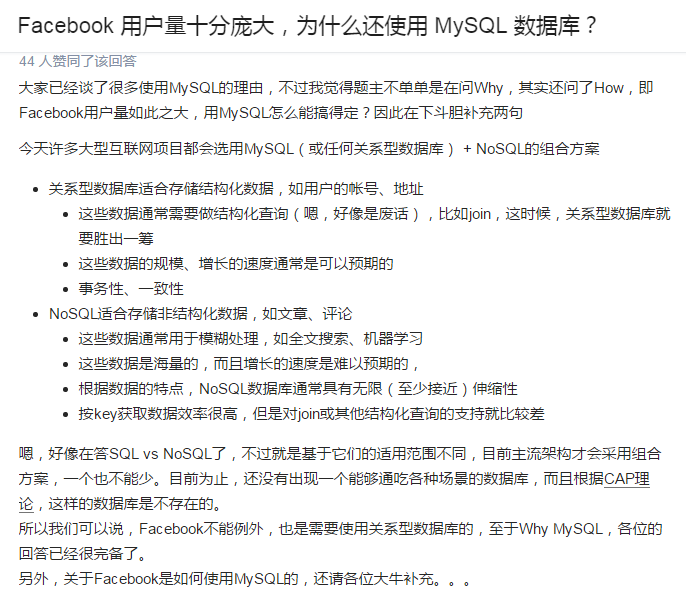 Facebook 用户量十分庞大，为什么还使用 MySQL 数据库？
44 人赞同了该回答
大家已经谈了很多使用MySQL的理由，不过我觉得题主不单单是在问Why，其实还问了How，即
Facebook用户量如此之大，用MySQL怎么能搞得定？因此在下斗胆补充两句
今天许多大型互联网项目都会选用MySQL（或任何关系型数据库） + NoSQL的组合方案
关系型数据库适合存储结构化数据，如用户的帐号、地址
这些数据通常需要做结构化查询（嗯，好像是废话），比如join，这时候，关系型数据库就
要胜出一筹
这些数据的规模、增长的速度通常是可以预期的
事务性、一致性
NoSQL适合存储非结构化数据，如文章、评论
这些数据通常用于模糊处理，如全文搜索、机器学习
这些数据是海量的，而且增长的速度是难以预期的，
根据数据的特点，NoSQL数据库通常具有无限（至少接近）伸缩性
按key获取数据效率很高，但是对join或其他结构化查询的支持就比较差
嗯，好像在答SQL vs NoSQL了，不过就是基于它们的适用范围不同，目前主流架构才会采用组合
方案，一个也不能少。目前为止，还没有出现一个能够通吃各种场景的数据库，而且根据CAP理
论，这样的数据库是不存在的。
所以我们可以说，Facebook不能例外，也是需要使用关系型数据库的，至于Why MySQL，各位的
回答已经很完备了。
另外，关于Facebook是如何使用MySQL的，还请各位大牛补充。。。